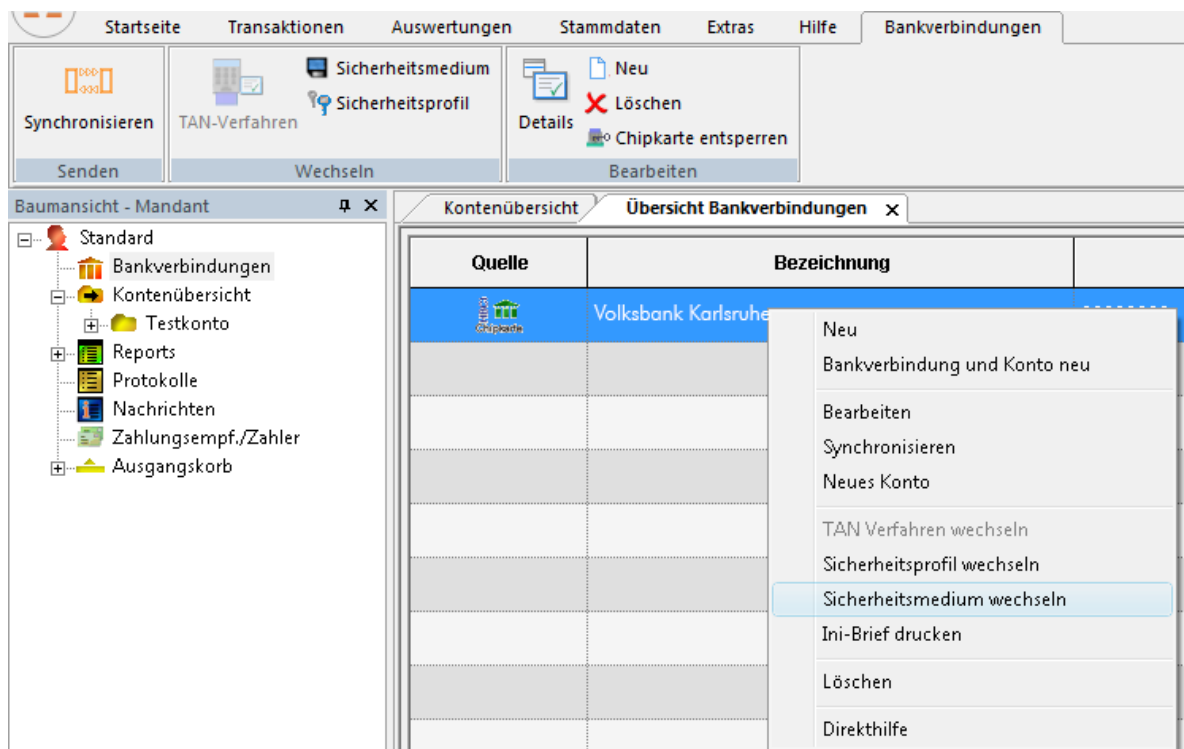 Startseite Transaktionen Auswertungen Stammdaten Extras Hilfe Bankverbindungen
Synchronisieren
Senden
TAN-Verfahren
Sicherheitsmedium
Sicherheitsprofil
Wechseln
Details
Neu
Löschen
Chipkarte entsperren
Bearbeiten
Baumansicht - Mandant
Standard
Bankverbindungen
Kontenübersicht
Testkonto
Reports
Protokolle
Nachrichten
Zahlungsempf./Zahler
Ausgangskorb
Kontenübersicht Übersicht Bankverbindungen
Quelle Bezeichnung
Chipkarte
Volksbank Karlsruhe
Neu
Bankverbindung und Konto neu
Bearbeiten
Synchronisieren
Neues Konto
TAN Verfahren wechseln
Sicherheitsprofil wechseln
Sicherheitsmedium wechseln
Ini-Brief drucken
Löschen
Direkthilfe